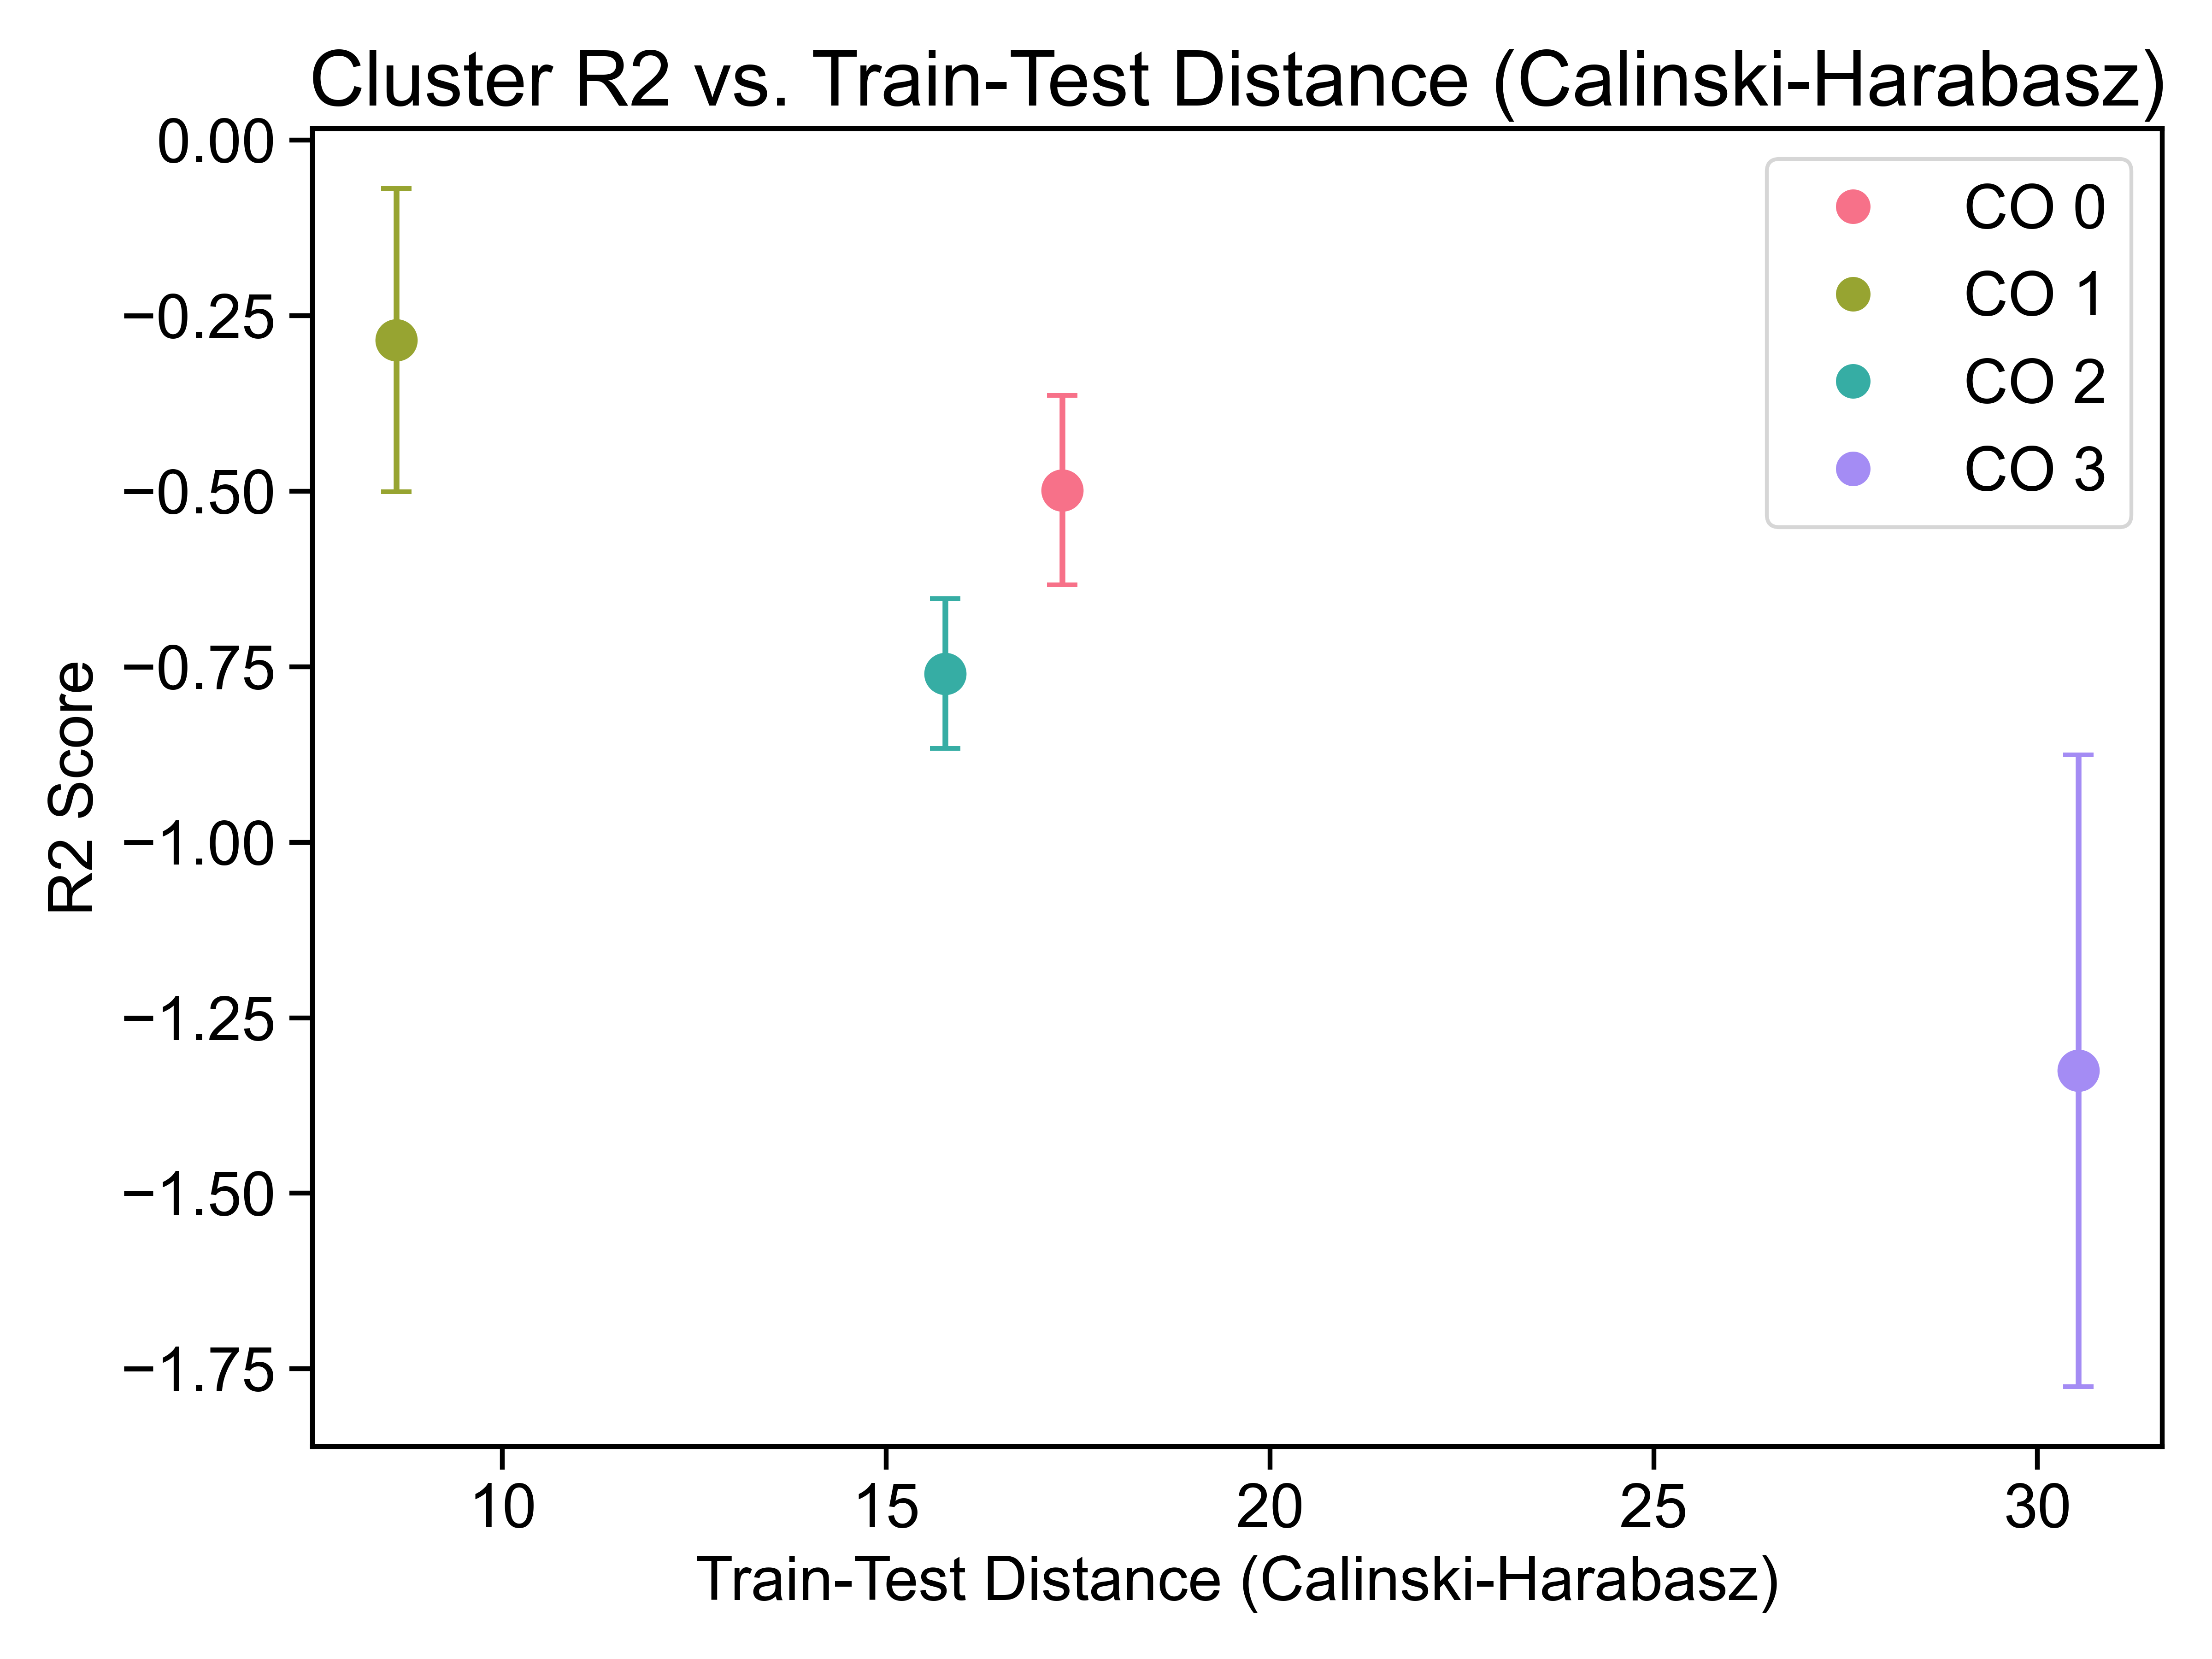 Cluster R2 vs. Train-Test Distance (Calinski-Harabasz)
0.00
−0.25
−0.50
−0.75
−1.00
−1.25
−1.50
−1.75
R2 Score
CO 0
CO 1
CO 2
CO 3
10 15 20 25 30
Train-Test Distance (Calinski-Harabasz)